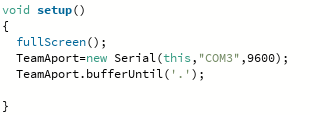 void setup()
{
fullScreen();
TeamAport=new Serial(this,"COM3",9600);
TeamAport.bufferUntil('.');
}